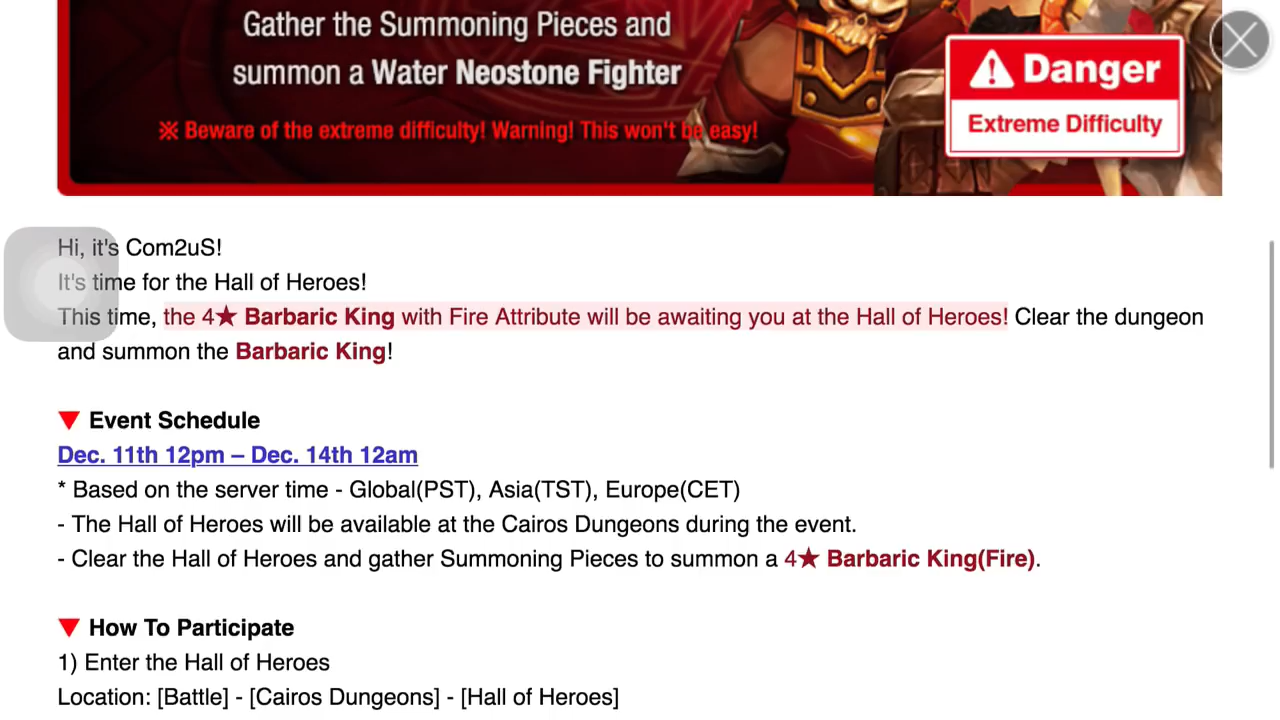 Gather the Summoning Pieces and
summon a Water Neostone Fighter
※ Beware of the extreme difficulty! Warning! This won't be easy!
Danger
Extreme Difficulty
Hi, it's Com2uS!
It's time for the Hall of Heroes!
This time, the 4★ Barbaric King with Fire Attribute will be awaiting you at the Hall of Heroes! Clear the dungeon
and summon the Barbaric King!
▼ Event Schedule
Dec. 11th 12pm – Dec. 14th 12am
* Based on the server time - Global(PST), Asia(TST), Europe(CET)
- The Hall of Heroes will be available at the Cairos Dungeons during the event.
- Clear the Hall of Heroes and gather Summoning Pieces to summon a 4★ Barbaric King(Fire).
▼ How To Participate
1) Enter the Hall of Heroes
Location: [Battle] - [Cairos Dungeons] - [Hall of Heroes]